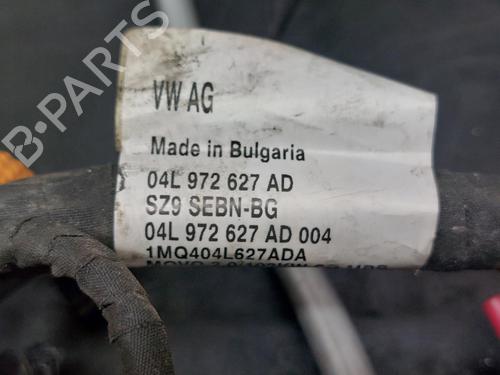 B-PARTS
VW AG
Made in Bulgaria
04L 972 627 AD
SZ9 SEBN-BG
04L 972 627 AD 004
1MQ404L627ADA